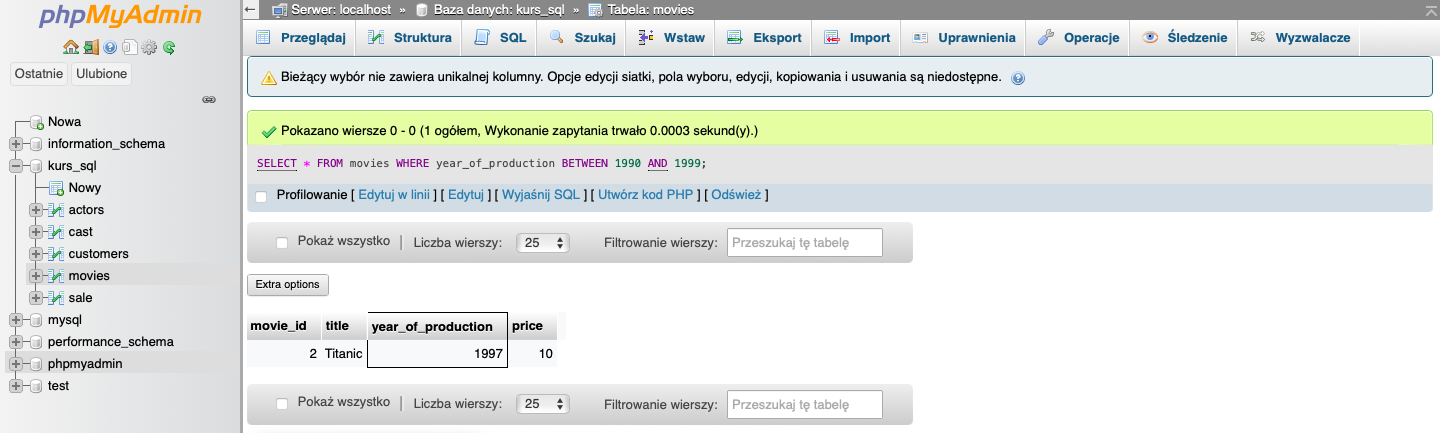 phpMyAdmin
Ostatnie Ulubione
Nowa
information_schema
kurs_sql
Nowy
actors
cast
customers
movies
sale
mysql
performance_schema
phpmyadmin
test
Serwer: localhost » Baza danych: kurs_sql » Tabela: movies
Przeglądaj Struktura SQL Szukaj Wstaw Eksport Import Uprawnienia Operacje Śledzenie Wyzwalacze
Bieżący wybór nie zawiera unikalnej kolumny. Opcje edycji siatki, pola wyboru, edycji, kopiowania i usuwania są niedostępne.
Pokazano wiersze 0 - 0 (1 ogółem, Wykonanie zapytania trwało 0.0003 sekund(y).)
SELECT * FROM movies WHERE year_of_production BETWEEN 1990 AND 1999;
Profilowanie [ Edytuj w linii ] [ Edytuj ] [ Wyjaśnij SQL ] [ Utwórz kod PHP ] [ Odśwież ]
Pokaż wszystko | Liczba wierszy: 25 Filtrowanie wierszy: Przeszukaj tę tabelę
Extra options
movie_id title year_of_production price
2 Titanic 1997 10
Pokaż wszystko | Liczba wierszy: 25 Filtrowanie wierszy: Przeszukaj tę tabelę